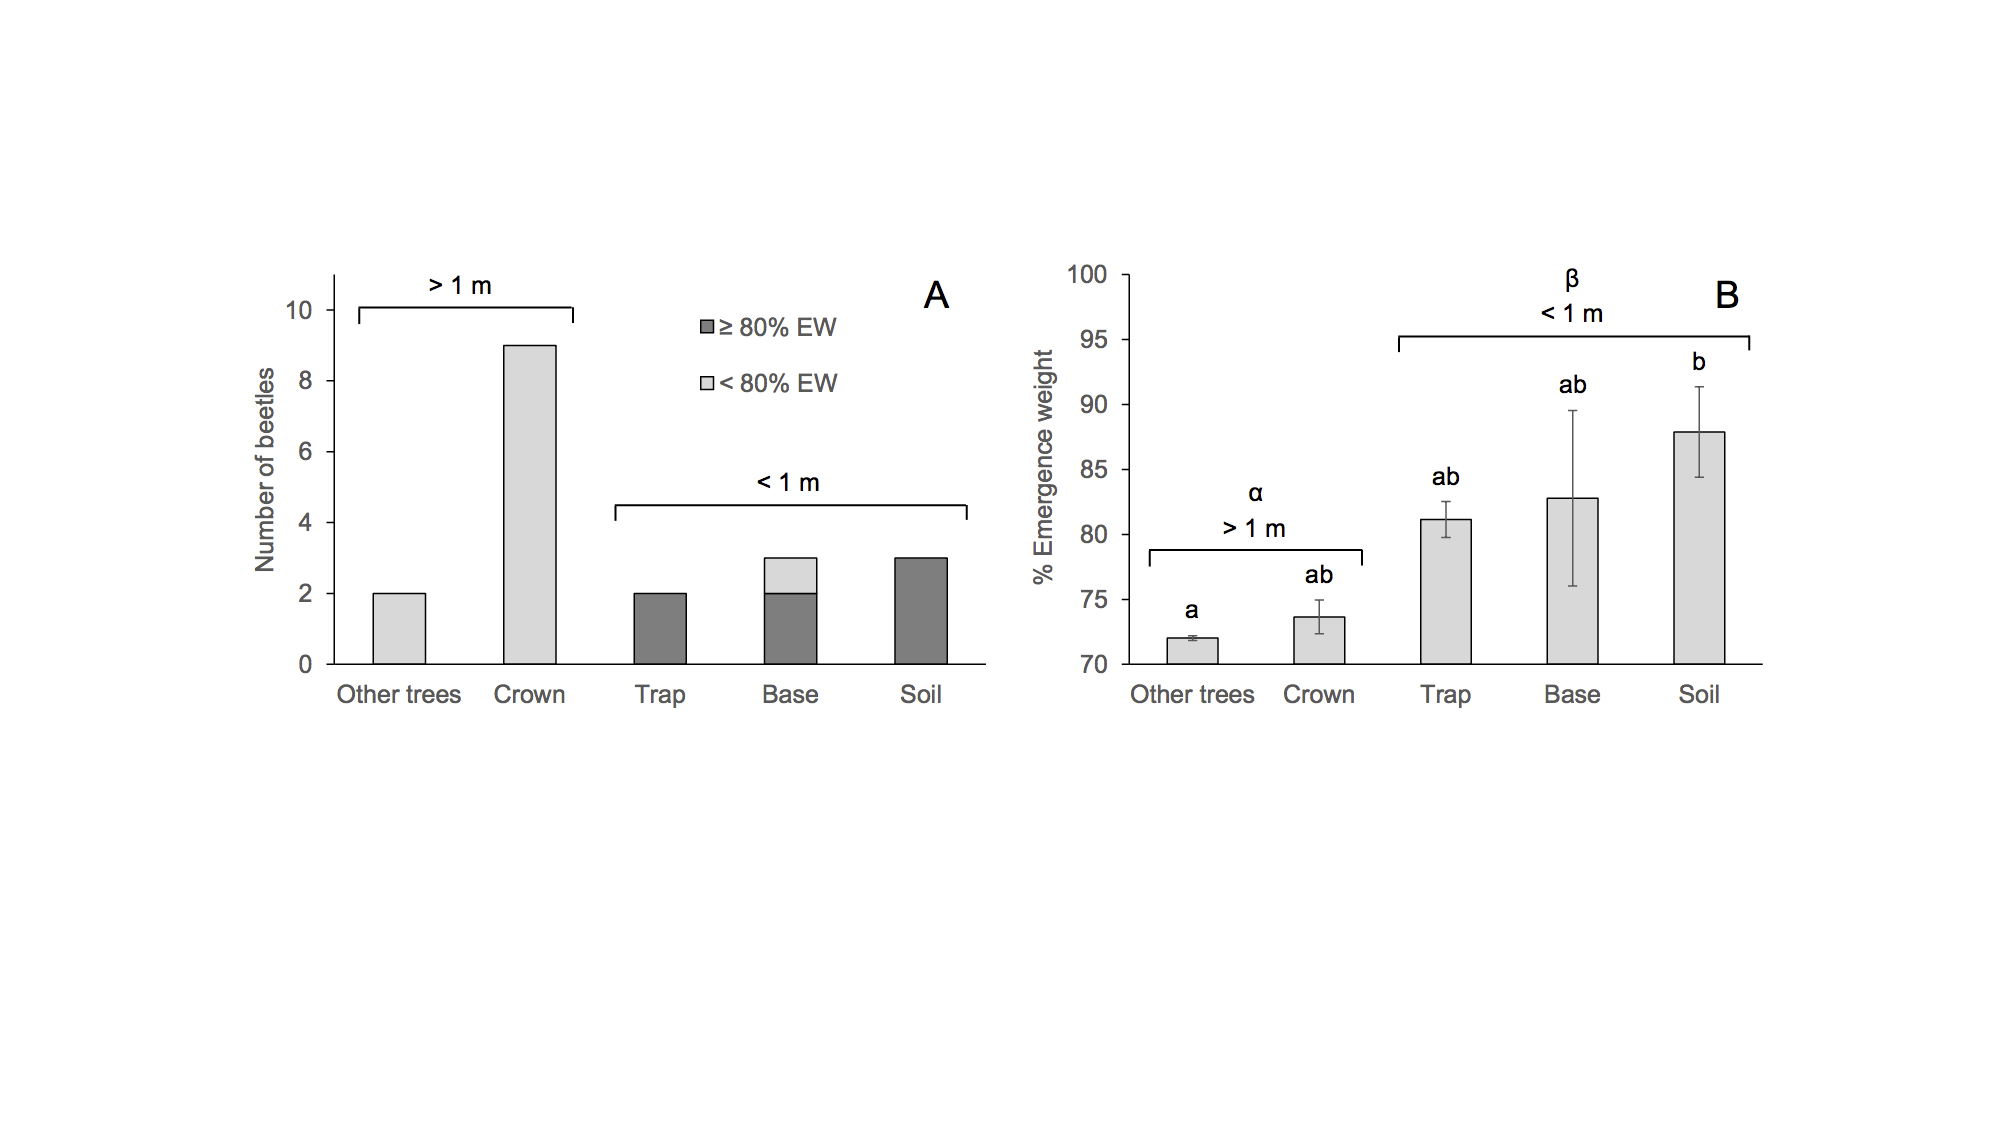 A
> 1 m
≥ 80% EW
< 80% EW
< 1 m
Number of beetles
10
8
6
4
2
0
Other trees
Crown
Trap
Base
Soil
B
β
< 1 m
b
ab
ab
α
> 1 m
ab
a
% Emergence weight
100
95
90
85
80
75
70
Other trees
Crown
Trap
Base
Soil